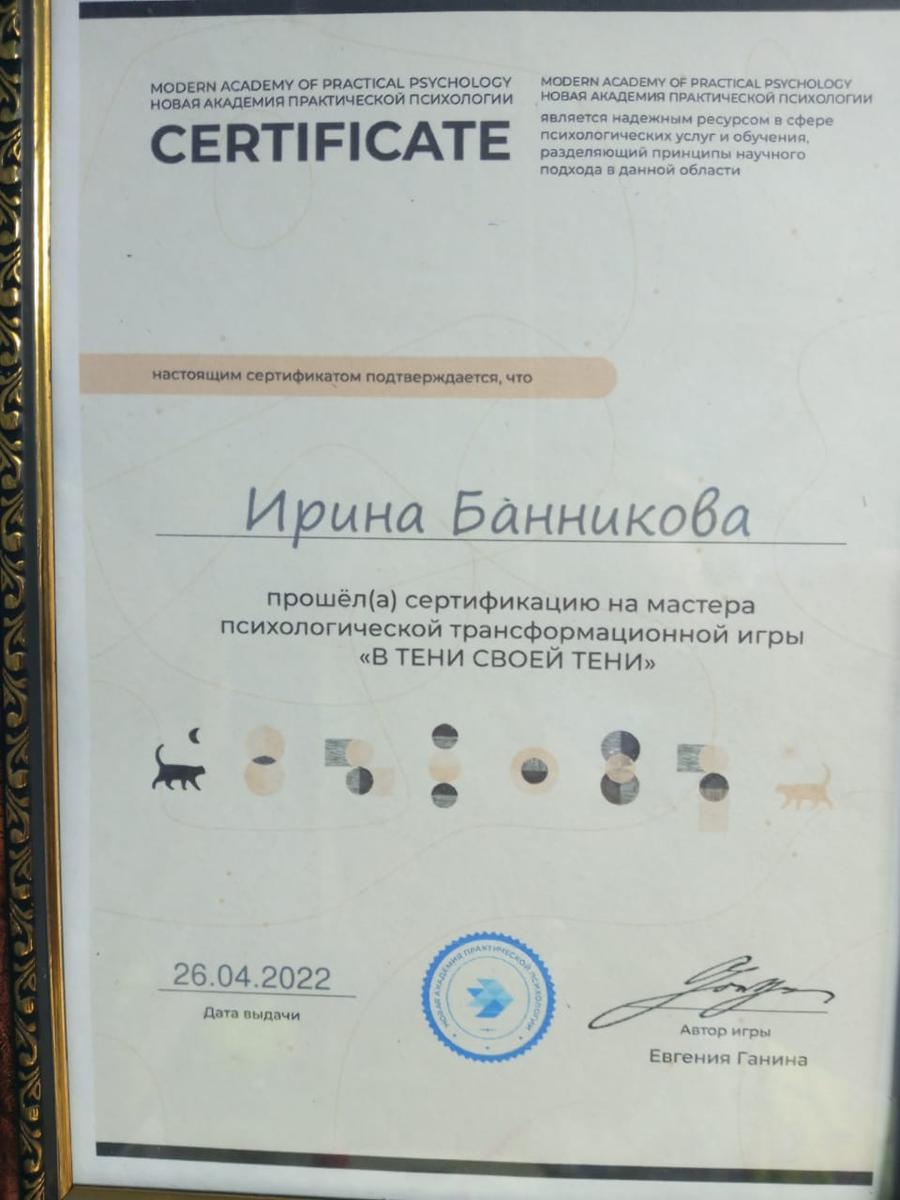 MODERN ACADEMY OF PRACTICAL PSYCHOLOGY
НОВАЯ АКАДЕМИЯ ПРАКТИЧЕСКОЙ ПСИХОЛОГИИ
CERTIFICATE
MODERN ACADEMY OF PRACTICAL PSYCHOLOGY
НОВАЯ АКАДЕМИЯ ПРАКТИЧЕСКОЙ ПСИХОЛОГИИ
является надежным ресурсом в сфере
психологических услуг и обучения,
разделяющий принципы научного
подхода в данной области
настоящим сертификатом подтверждается, что
Ирина Банникова
прошёл(а) сертификацию на мастера
психологической трансформационной игры
«В ТЕНИ СВОЕЙ ТЕНИ»
26.04.2022
Дата выдачи
НОВАЯ АКАДЕМИЯ ПРАКТИЧЕСКОЙ ПСИХОЛОГИИ
Автор игры
Евгения Ганина